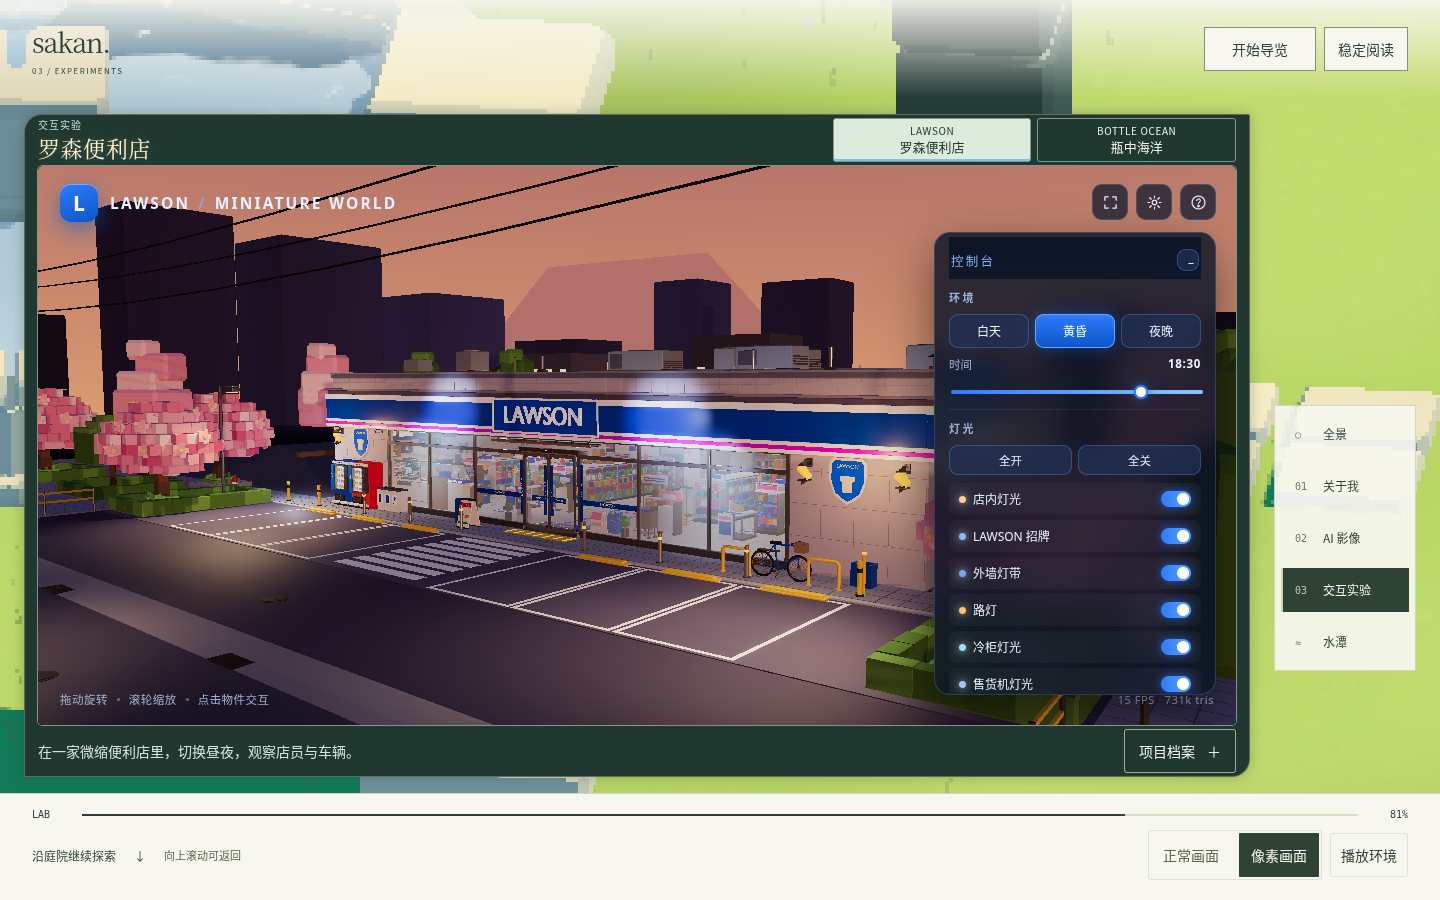 sakan.
03 / EXPERIMENTS
开始导览
稳定阅读
交互实验
罗森便利店
LAWSON
罗森便利店
BOTTLE OCEAN
瓶中海洋
L
LAWSON / MINIATURE WORLD
控制台
环境
白天
黄昏
夜晚
时间
18:30
灯光
全开
全关
店内灯光
LAWSON 招牌
外墙灯带
路灯
冷柜灯光
售货机灯光
LAWSON
拖动旋转 • 滚轮缩放 • 点击物件交互
15 FPS 731k tris
在一家微缩便利店里，切换昼夜，观察店员与车辆。
项目档案 +
全景
01 关于我
02 AI 影像
03 交互实验
≈ 水潭
LAB
81%
沿庭院继续探索 ↓ 向上滚动可返回
正常画面
像素画面
播放环境